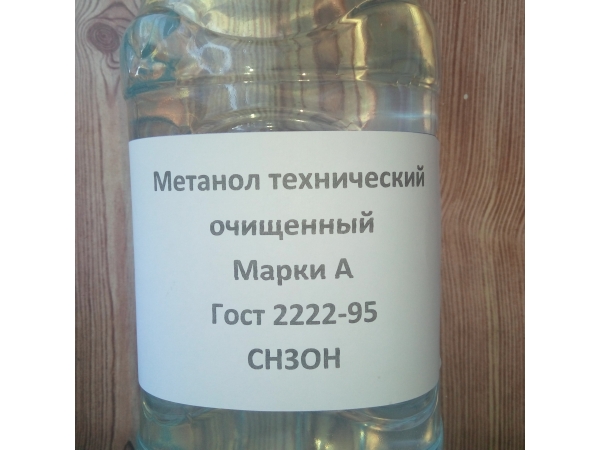 Метанол технический
очищенный
Марки А
Гост 2222-95
СН3ОН